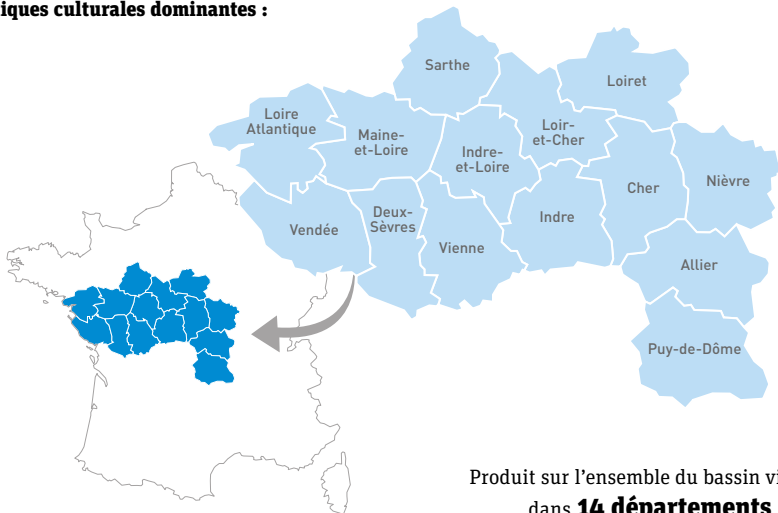 iques culturales dominantes :
Sarthe
Loiret
Loire
Atlantique
Maine-
et-Loire
Loir-
et-Cher
Indre-
et-Loire
Cher
Nièvre
Vendée
Deux-
Sèvres
Vienne
Indre
Allier
Puy-de-Dôme
Produit sur l'ensemble du bassin vi
dans 14 départements